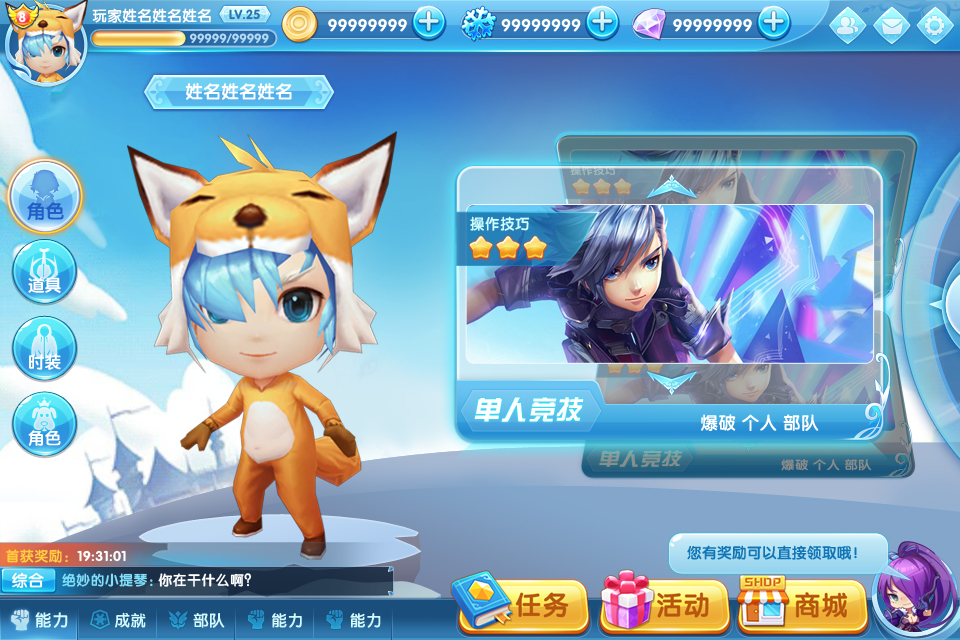 8
玩家姓名姓名姓名
LV.25
99999/99999
99999999
99999999
99999999
姓名姓名姓名
角色
道具
时装
角色
操作技巧
操作技巧
单人竞技
爆破 个人 部队
单人竞技
爆破 个人 部队
首获奖励：19:31:01
综合 绝妙的小提琴：你在干什么啊?
您有奖励可以直接领取哦！
能力
成就
部队
能力
能力
任务
活动
SHOP
商城